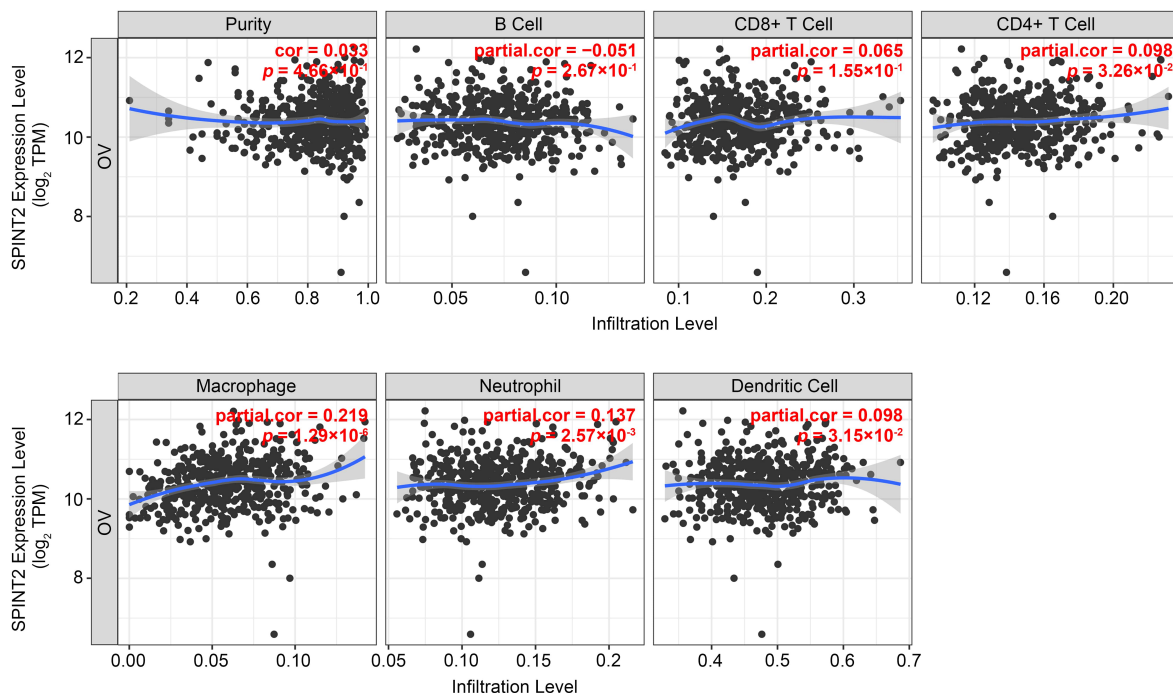 Purity
B Cell
CD8+ T Cell
CD4+ T Cell
cor = 0.033
p = 4.66×10⁻¹
partial.cor = −0.051
p = 2.67×10⁻¹
partial.cor = 0.065
p = 1.55×10⁻¹
partial.cor = 0.098
p = 3.26×10⁻²
SPINT2 Expression Level
(log₂ TPM)
OV
12
10
8
0.2 0.4 0.6 0.8 1.0
0.05 0.10
0.1 0.2 0.3
0.12 0.16 0.20
Infiltration Level
Macrophage
Neutrophil
Dendritic Cell
partial.cor = 0.219
p = 1.29×10⁻⁶
partial.cor = 0.137
p = 2.57×10⁻³
partial.cor = 0.098
p = 3.15×10⁻²
SPINT2 Expression Level
(log₂ TPM)
OV
12
10
8
0.00 0.05 0.10
0.05 0.1 0.15 0.2
0.4 0.5 0.6 0.7
Infiltration Level